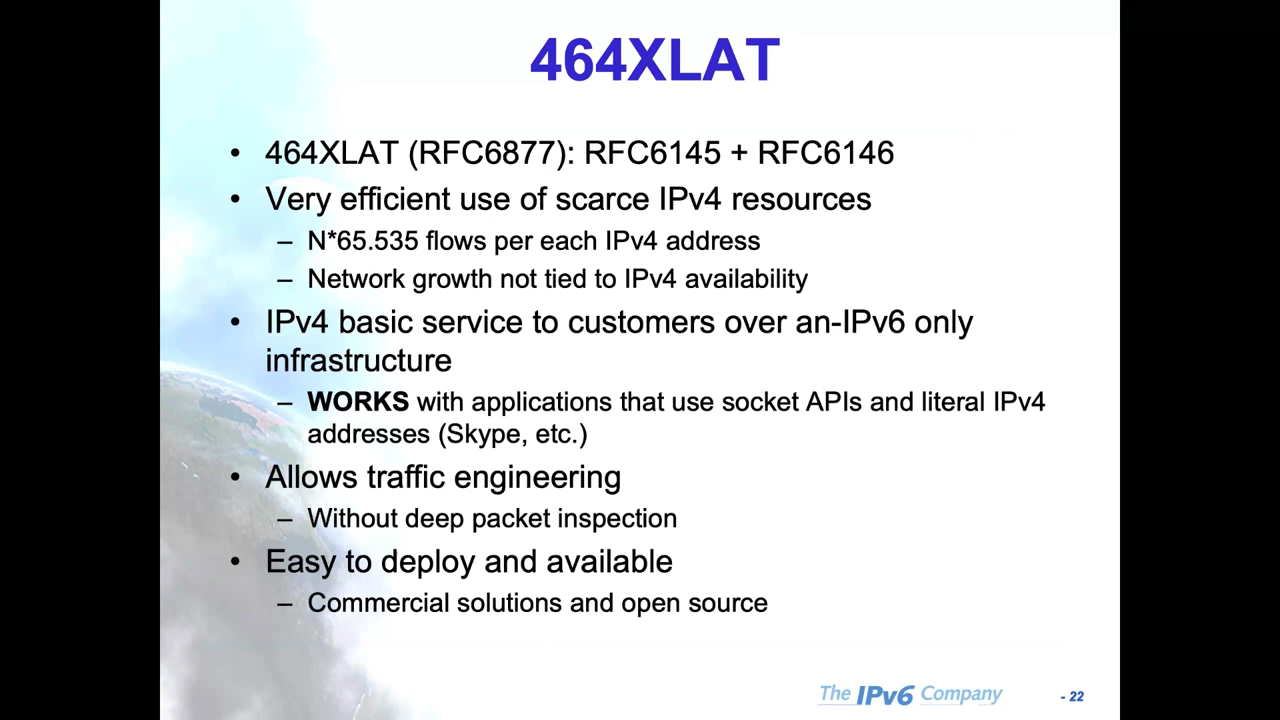 464XLAT
• 464XLAT (RFC6877): RFC6145 + RFC6146
• Very efficient use of scarce IPv4 resources
– N*65.535 flows per each IPv4 address
– Network growth not tied to IPv4 availability
• IPv4 basic service to customers over an-IPv6 only
infrastructure
– WORKS with applications that use socket APIs and literal IPv4
addresses (Skype, etc.)
• Allows traffic engineering
– Without deep packet inspection
• Easy to deploy and available
– Commercial solutions and open source
The IPv6 Company
- 22